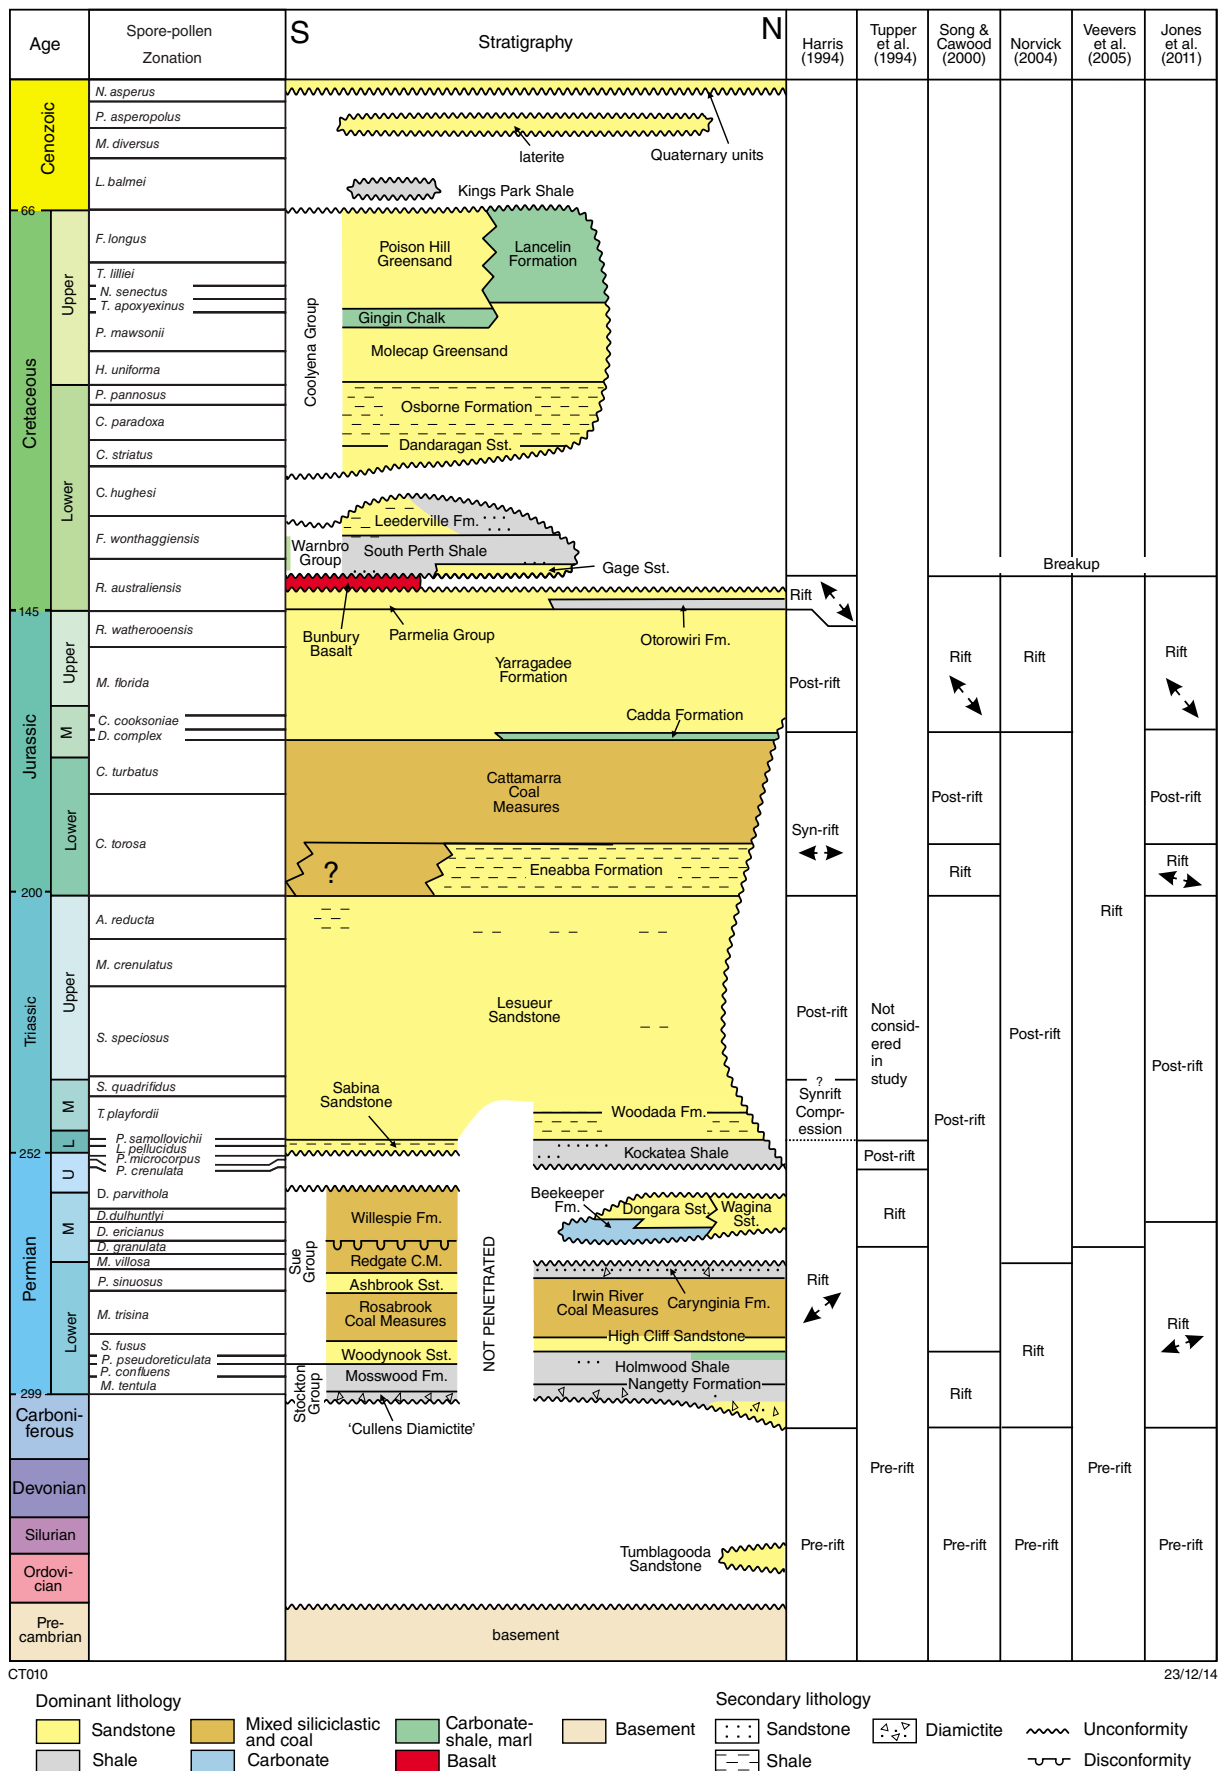 Age
Spore-pollen
Zonation
S
Stratigraphy
N
Harris
(1994)
Tupper
et al.
(1994)
Song &
Cawood
(2000)
Norvick
(2004)
Veevers
et al.
(2005)
Jones
et al.
(2011)
Cenozoic
66
Cretaceous
Upper
Lower
145
Jurassic
Upper
M
Lower
200
Triassic
Upper
M
L
252
Permian
U
M
Lower
299
Carboni-
ferous
Devonian
Silurian
Ordovi-
cian
Pre-
cambrian
N. asperus
P. asperopolus
M. diversus
L. balmei
F. longus
T. lilliei
N. senectus
T. apoxyexinus
P. mawsonii
H. uniforma
P. pannosus
C. paradoxa
C. striatus
C. hughesi
F. wonthaggiensis
R. australiensis
R. watherooensis
M. florida
C. cooksoniae
D. complex
C. turbatus
C. torosa
A. reducta
M. crenulatus
S. speciosus
S. quadrifidus
T. playfordii
P. samollovichii
L. pellucidus
P. microcorpus
P. crenulata
D. parvithola
D.dulhuntlyi
D. ericianus
D. granulata
M. villosa
P. sinuosus
M. trisina
S. fusus
P. pseudoreticulata
P. confluens
M. tentula
laterite
Quaternary units
Kings Park Shale
Coolyena Group
Poison Hill
Greensand
Lancelin
Formation
Gingin Chalk
Molecap Greensand
Osborne Formation
Dandaragan Sst.
Leederville Fm.
Warnbro
Group
South Perth Shale
Gage Sst.
Bunbury
Basalt
Parmelia Group
Otorowiri Fm.
Yarragadee
Formation
Cadda Formation
Cattamarra
Coal
Measures
?
Eneabba Formation
Lesueur
Sandstone
Sabina
Sandstone
Woodada Fm.
Kockatea Shale
Beekeeper
Fm.
Dongara Sst.
Wagina
Sst.
Sue
Group
Willespie Fm.
Redgate C.M.
Ashbrook Sst.
Rosabrook
Coal Measures
Woodynook Sst.
Stockton
Group
Mosswood Fm.
'Cullens Diamictite'
NOT PENETRATED
Irwin River
Coal Measures
Carynginia Fm.
High Cliff Sandstone
Holmwood Shale
Nangetty Formation
Tumblagooda
Sandstone
basement
Rift
Post-rift
Syn-rift
Post-rift
?
Synrift
Compr-
ession
Rift
Pre-rift
Not
consid-
ered
in
study
Post-rift
Rift
Pre-rift
Breakup
Rift
Post-rift
Rift
Post-rift
Rift
Pre-rift
Rift
Post-rift
Rift
Pre-rift
Rift
Pre-rift
Rift
Post-rift
Rift
Post-rift
Rift
Pre-rift
CT010
23/12/14
Dominant lithology
Sandstone
Shale
Mixed siliciclastic
and coal
Carbonate
Carbonate-
shale, marl
Basalt
Basement
Secondary lithology
Sandstone
Shale
Diamictite
Unconformity
Disconformity